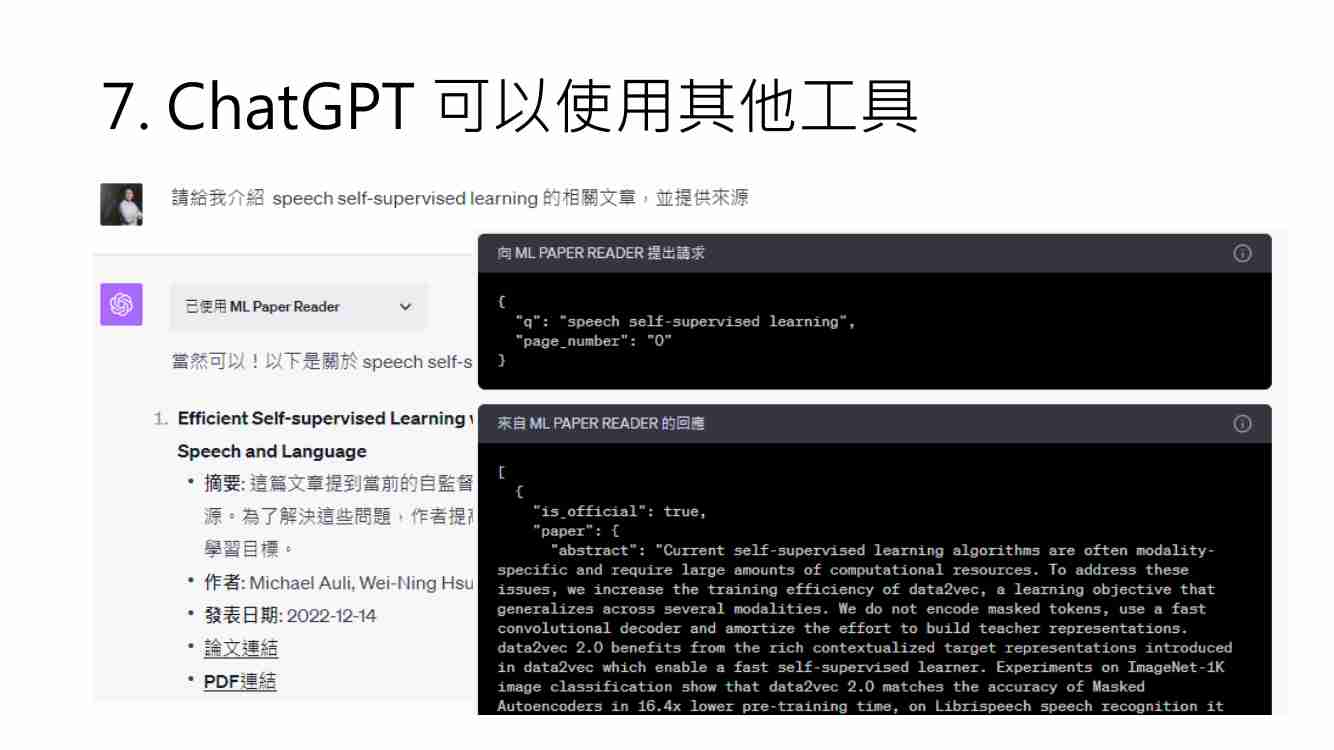 7. ChatGPT 可以使用其他工具
請給我介紹 speech self-supervised learning 的相關文章，並提供來源
已使用 ML Paper Reader
當然可以！以下是關於 speech self-s
1. Efficient Self-supervised Learning
Speech and Language
• 摘要: 這篇文章提到當前的自監督
源。為了解決這些問題，作者提高
學習目標。
• 作者: Michael Auli, Wei-Ning Hsu
• 發表日期: 2022-12-14
• 論文連結
• PDF連結
向 ML PAPER READER 提出請求
{
"q": "speech self-supervised learning",
"page_number": "0"
}
來自 ML PAPER READER 的回應
[
{
"is_official": true,
"paper": {
"abstract": "Current self-supervised learning algorithms are often modality-
specific and require large amounts of computational resources. To address these
issues, we increase the training efficiency of data2vec, a learning objective that
generalizes across several modalities. We do not encode masked tokens, use a fast
convolutional decoder and amortize the effort to build teacher representations.
data2vec 2.0 benefits from the rich contextualized target representations introduced
in data2vec which enable a fast self-supervised learner. Experiments on ImageNet-1K
image classification show that data2vec 2.0 matches the accuracy of Masked
Autoencoders in 16.4x lower pre-training time, on Librispeech speech recognition it